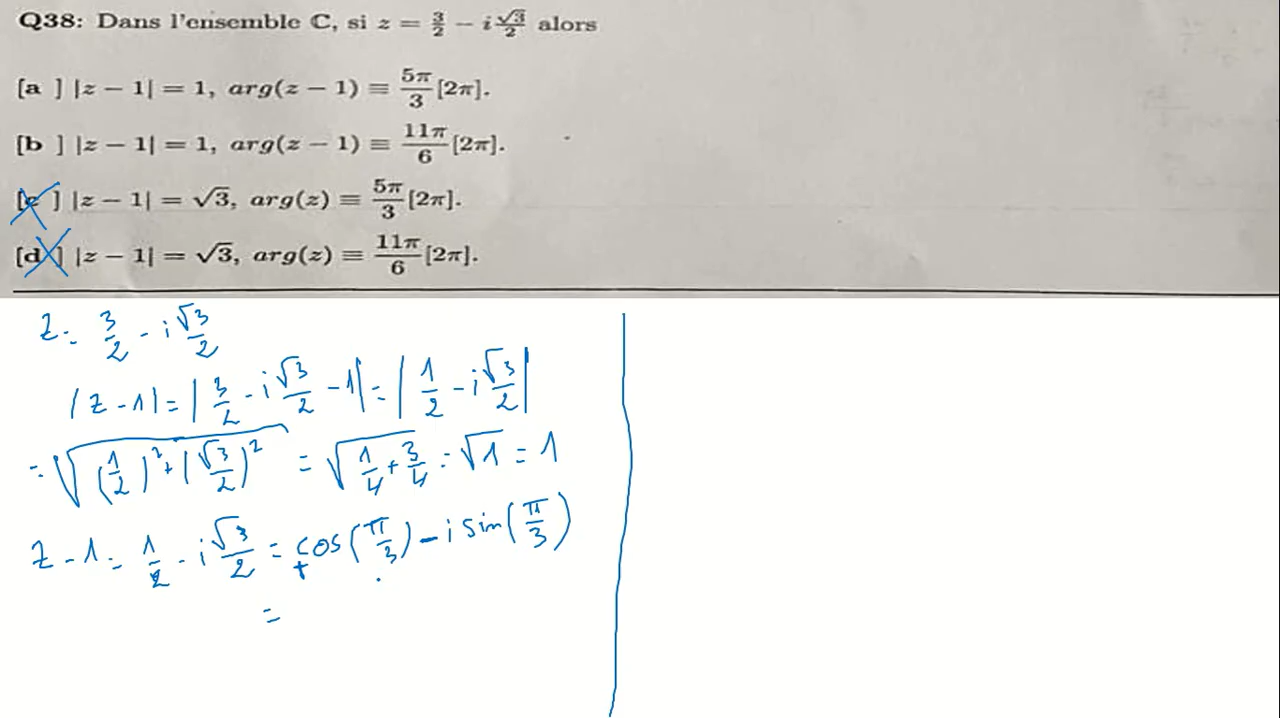 Q38: Dans l'ensemble ℂ, si z = 3/2 − i√3/2 alors
[a ] |z − 1| = 1, arg(z − 1) ≡ 5π/3 [2π].
[b ] |z − 1| = 1, arg(z − 1) ≡ 11π/6 [2π].
[c ] |z − 1| = √3, arg(z) ≡ 5π/3 [2π].
[d ] |z − 1| = √3, arg(z) ≡ 11π/6 [2π].
z = 3/2 − i√3/2
|z − 1| = |3/2 − i√3/2 − 1| = |1/2 − i√3/2|
= √((1/2)² + (√3/2)²) = √(1/4 + 3/4) = √1 = 1
z − 1 = 1/2 − i√3/2 = cos(π/3) − i sin(π/3)
+
=